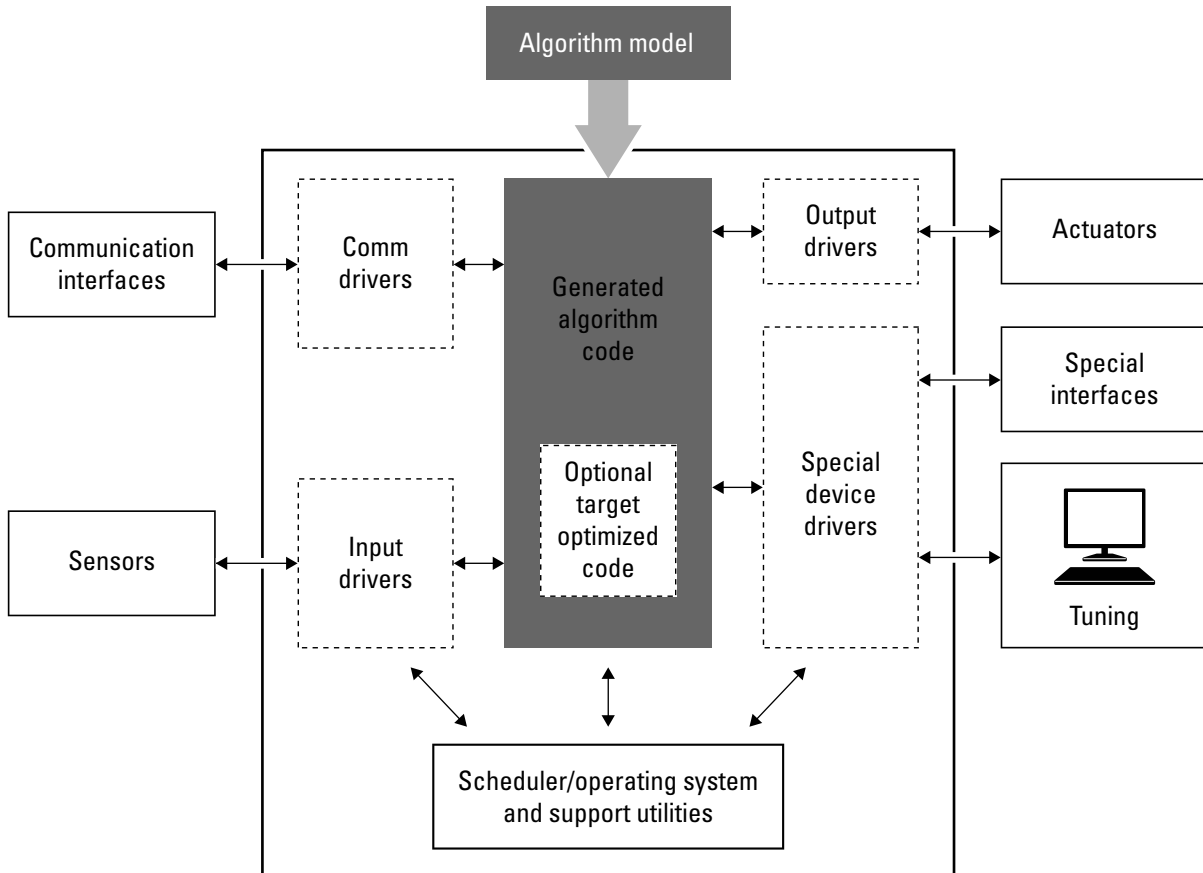 Algorithm model
Communication
interfaces
Comm
drivers
Generated
algorithm
code
Output
drivers
Actuators
Special
interfaces
Sensors
Input
drivers
Optional
target
optimized
code
Special
device
drivers
Tuning
Scheduler/operating system
and support utilities